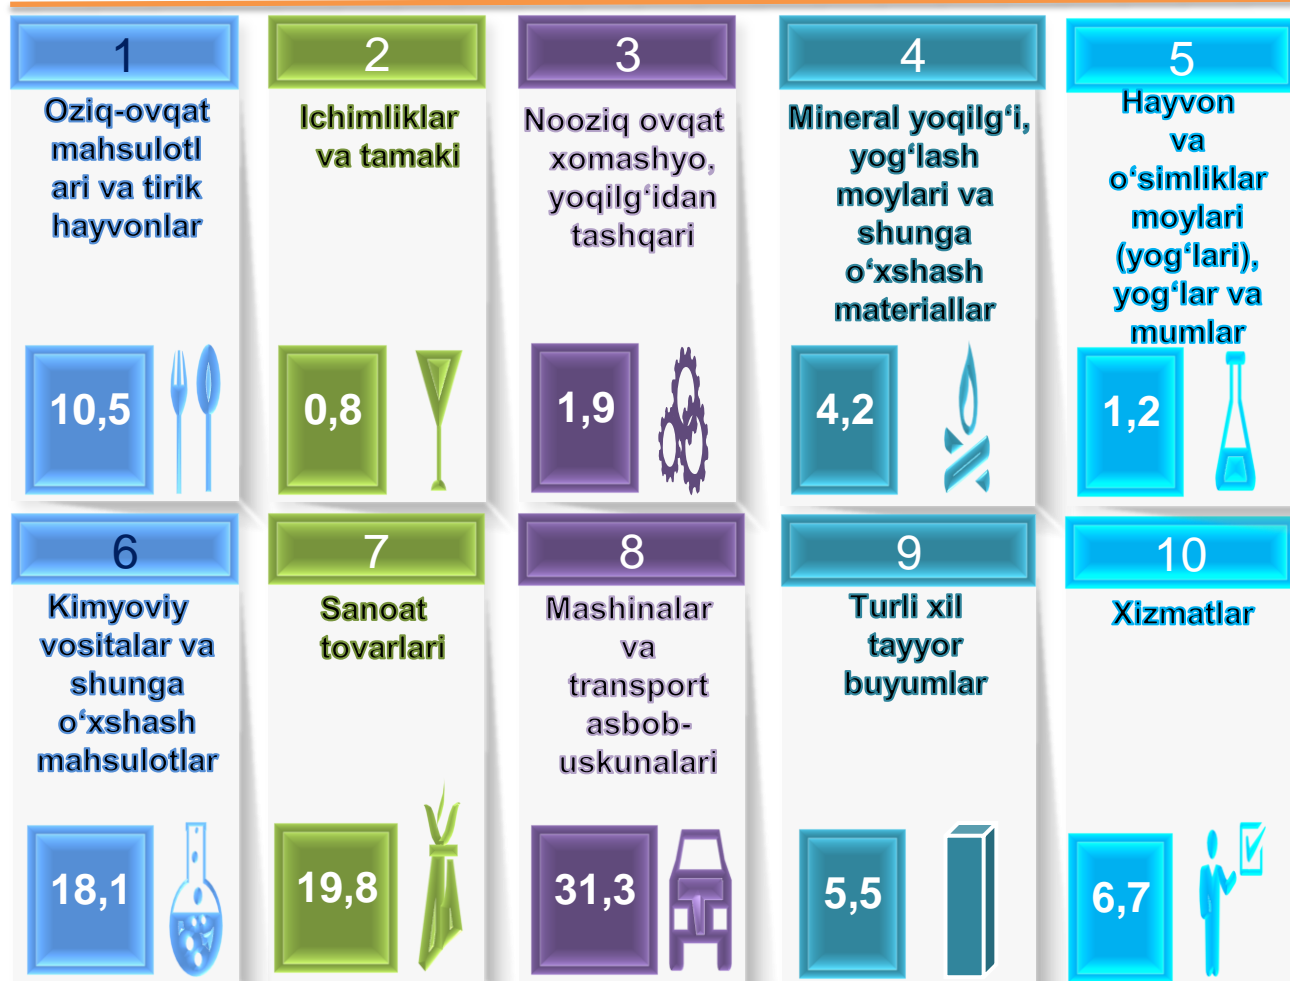 1
Oziq-ovqat
mahsulotl
ari va tirik
hayvonlar
10,5
2
Ichimliklar
va tamaki
0,8
3
Nooziq ovqat
xomashyo,
yoqilg‘idan
tashqari
1,9
4
Mineral yoqilg‘i,
yog‘lash
moylari va
shunga
o‘xshash
materiallar
4,2
5
Hayvon
va
o‘simliklar
moylari
(yog‘lari),
yog‘lar va
mumlar
1,2
6
Kimyoviy
vositalar va
shunga
o‘xshash
mahsulotlar
18,1
7
Sanoat
tovarlari
19,8
8
Mashinalar
va
transport
asbob-
uskunalari
31,3
9
Turli xil
tayyor
buyumlar
5,5
10
Xizmatlar
6,7